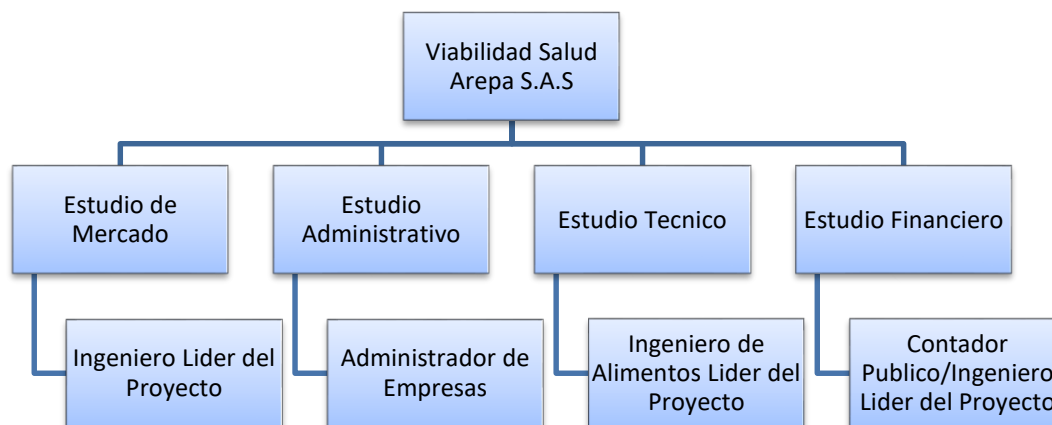 Viabilidad Salud
Arepa S.A.S
Estudio de
Mercado
Estudio
Administrativo
Estudio Tecnico
Estudio Financiero
Ingeniero Lider del
Proyecto
Administrador de
Empresas
Ingeniero de
Alimentos Lider del
Proyecto
Contador
Publico/Ingeniero
Lider del Proyecto